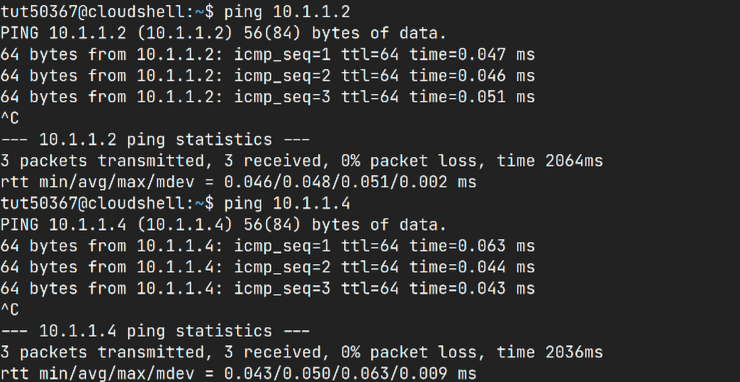 tut50367@cloudshell:~$ ping 10.1.1.2
PING 10.1.1.2 (10.1.1.2) 56(84) bytes of data.
64 bytes from 10.1.1.2: icmp_seq=1 ttl=64 time=0.047 ms
64 bytes from 10.1.1.2: icmp_seq=2 ttl=64 time=0.046 ms
64 bytes from 10.1.1.2: icmp_seq=3 ttl=64 time=0.051 ms
^C
--- 10.1.1.2 ping statistics ---
3 packets transmitted, 3 received, 0% packet loss, time 2064ms
rtt min/avg/max/mdev = 0.046/0.048/0.051/0.002 ms
tut50367@cloudshell:~$ ping 10.1.1.4
PING 10.1.1.4 (10.1.1.4) 56(84) bytes of data.
64 bytes from 10.1.1.4: icmp_seq=1 ttl=64 time=0.063 ms
64 bytes from 10.1.1.4: icmp_seq=2 ttl=64 time=0.044 ms
64 bytes from 10.1.1.4: icmp_seq=3 ttl=64 time=0.043 ms
^C
--- 10.1.1.4 ping statistics ---
3 packets transmitted, 3 received, 0% packet loss, time 2036ms
rtt min/avg/max/mdev = 0.043/0.050/0.063/0.009 ms